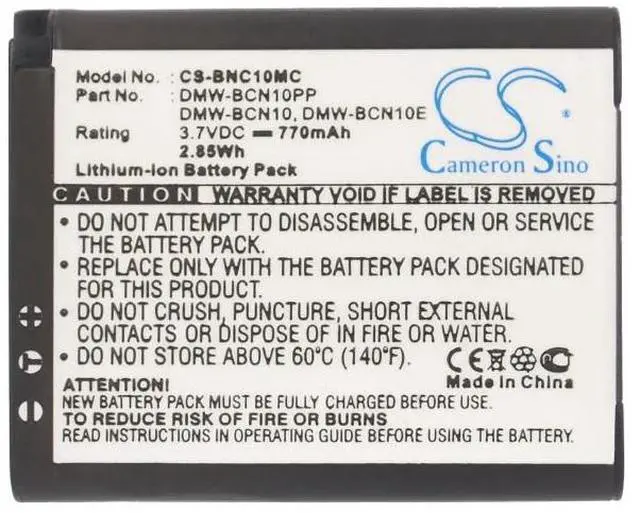 Model No. : CS-BNC10MC
Part No. : DMW-BCN10PP
DMW-BCN10, DMW-BCN10E
Rating : 3.7VDC ⎓ 770mAh
2.85Wh
Lithium-Ion Battery Pack
Cameron Sino
CAUTION WARRANTY VOID IF LABEL IS REMOVED
• DO NOT ATTEMPT TO DISASSEMBLE, OPEN OR SERVICE
THE BATTERY PACK.
• REPLACE ONLY WITH THE BATTERY PACK DESIGNATED
FOR THIS PRODUCT.
• DO NOT CRUSH, PUNCTURE, SHORT EXTERNAL
CONTACTS OR DISPOSE OF IN FIRE OR WATER.
• DO NOT STORE ABOVE 60°C (140°F).
CE
Made in China
ATTENTION!
NEW BATTERY PACK MUST BE FULLY CHARGED BEFORE USE.
TO REDUCE RISK OF FIRE OR BURNS
READ INSTRUCTIONS IN OPERATING GUIDE BEFORE USING THE BATTERY PACK
+
T
−